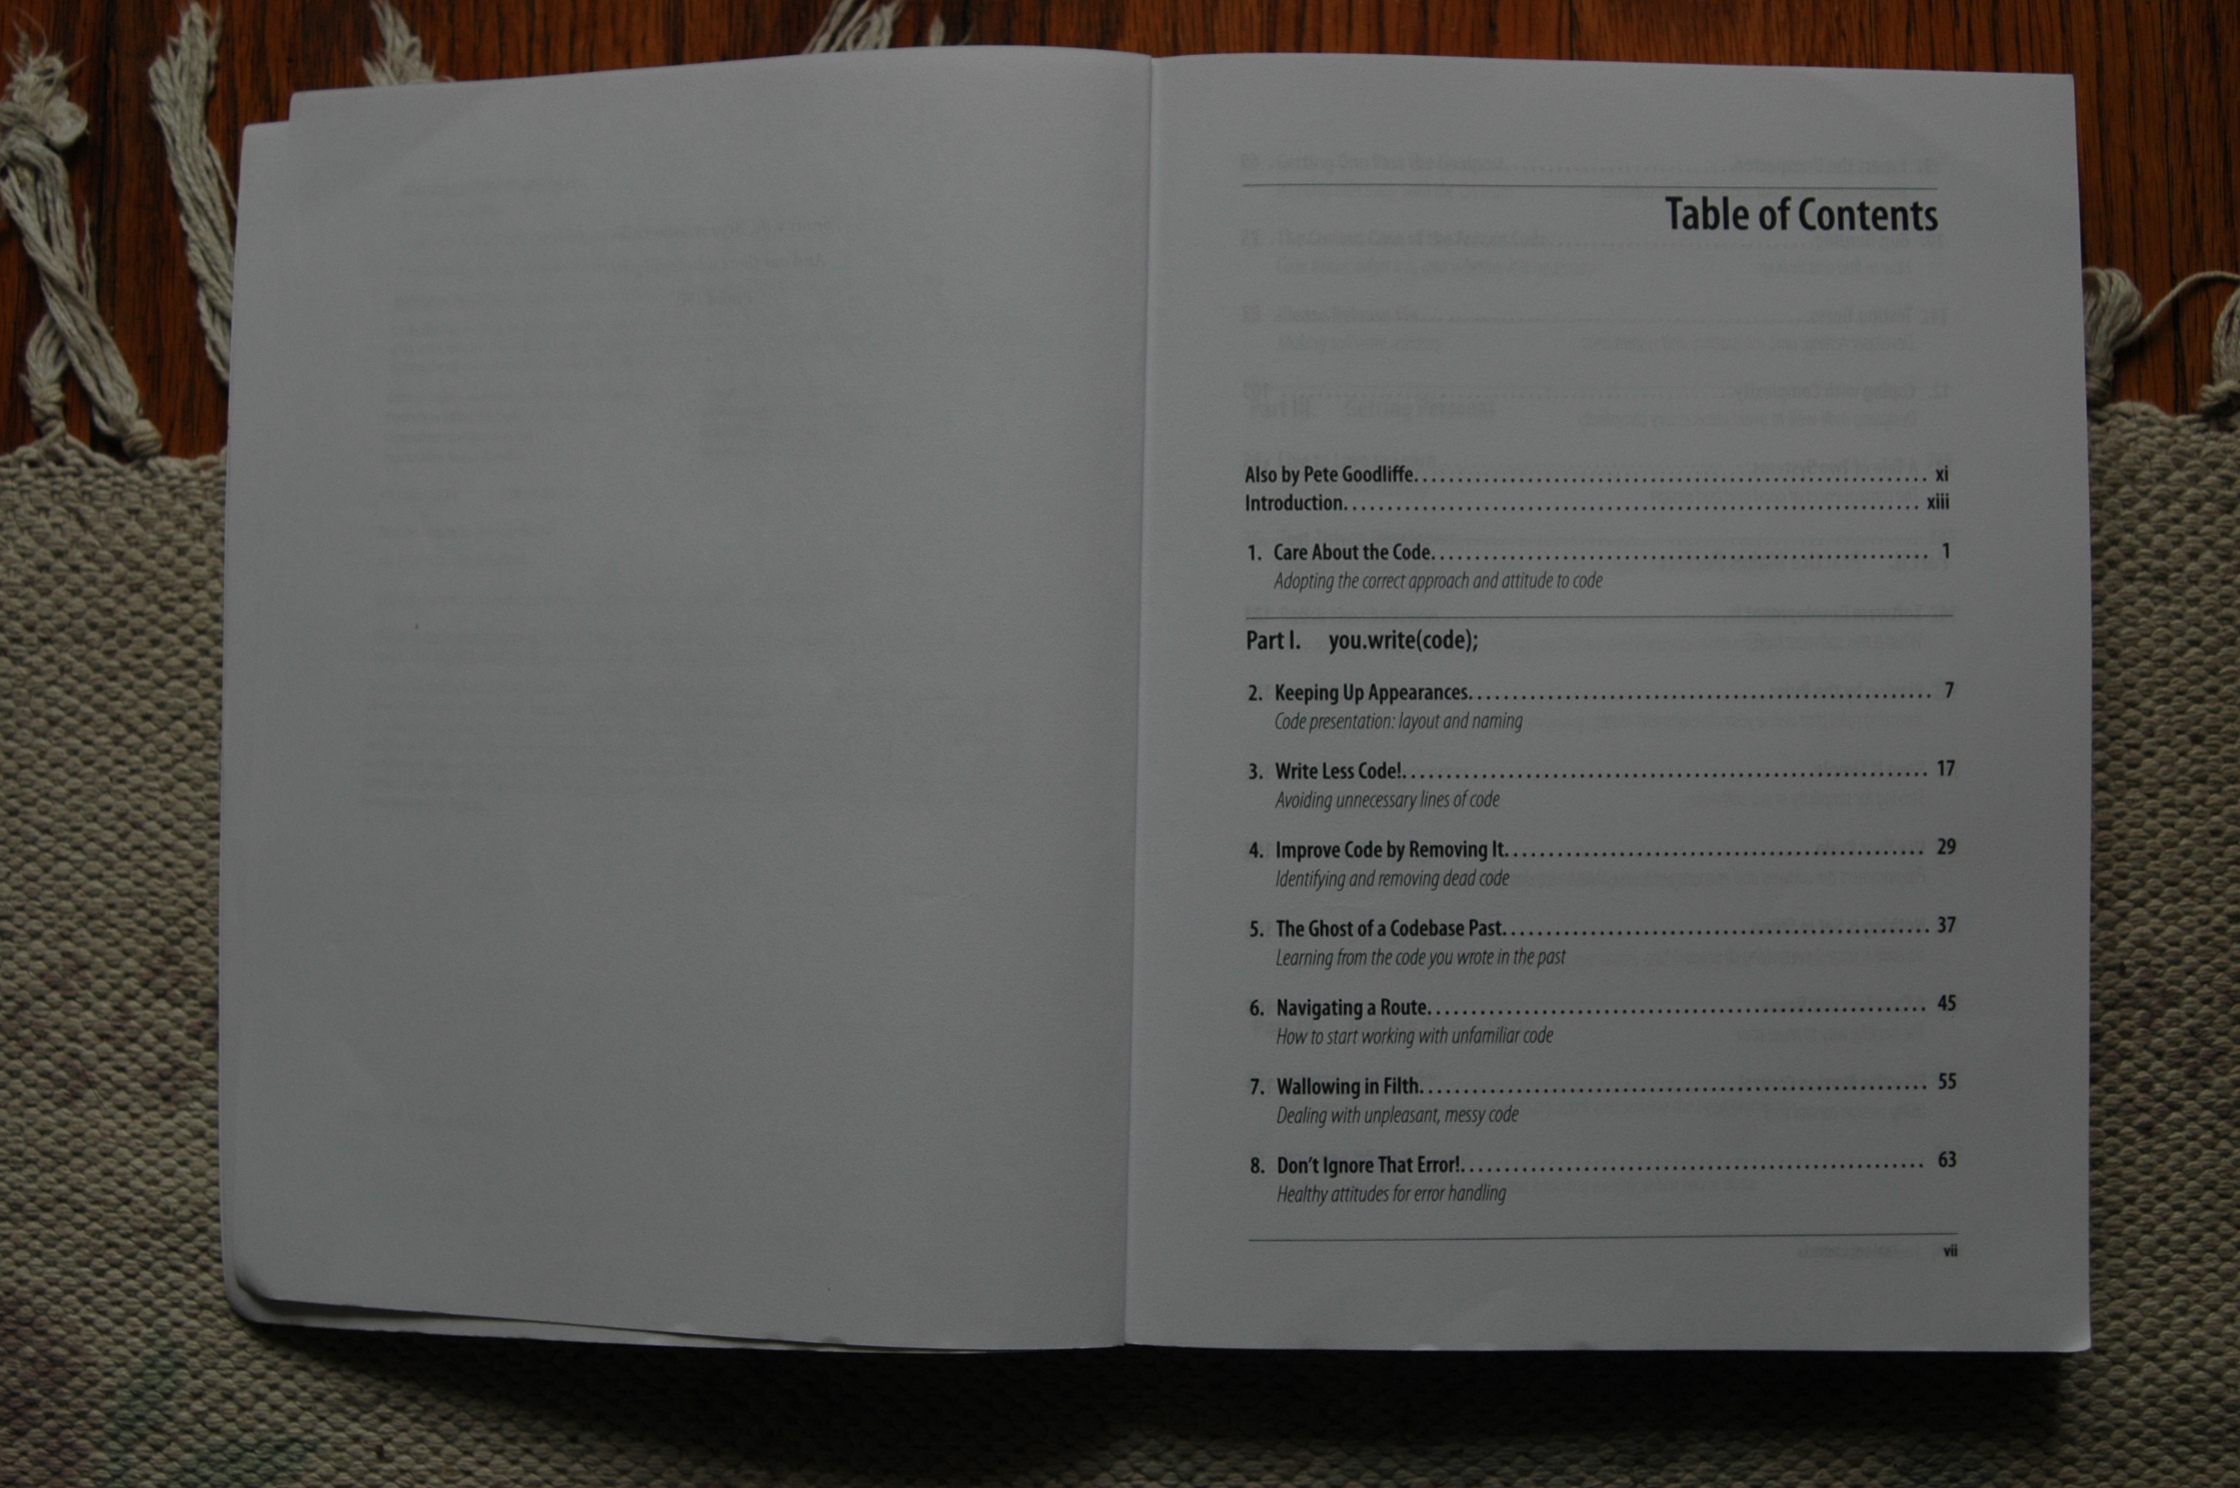 Table of Contents
Also by Pete Goodliffe. . . . . . . . . . . . . . . . . . . . . . . . . . . . . . . . . . . . . . . . . . . . . . . . . . . . . . . . . . . . . . xi
Introduction. . . . . . . . . . . . . . . . . . . . . . . . . . . . . . . . . . . . . . . . . . . . . . . . . . . . . . . . . . . . . . . . . . . . xiii
1. Care About the Code. . . . . . . . . . . . . . . . . . . . . . . . . . . . . . . . . . . . . . . . . . . . . . . . . . . . . . . . . . 1
Adopting the correct approach and attitude to code
Part I. you.write(code);
2. Keeping Up Appearances. . . . . . . . . . . . . . . . . . . . . . . . . . . . . . . . . . . . . . . . . . . . . . . . . . . . . . 7
Code presentation: layout and naming
3. Write Less Code!. . . . . . . . . . . . . . . . . . . . . . . . . . . . . . . . . . . . . . . . . . . . . . . . . . . . . . . . . . . . 17
Avoiding unnecessary lines of code
4. Improve Code by Removing It. . . . . . . . . . . . . . . . . . . . . . . . . . . . . . . . . . . . . . . . . . . . . . . . . 29
Identifying and removing dead code
5. The Ghost of a Codebase Past. . . . . . . . . . . . . . . . . . . . . . . . . . . . . . . . . . . . . . . . . . . . . . . . . 37
Learning from the code you wrote in the past
6. Navigating a Route. . . . . . . . . . . . . . . . . . . . . . . . . . . . . . . . . . . . . . . . . . . . . . . . . . . . . . . . . . 45
How to start working with unfamiliar code
7. Wallowing in Filth. . . . . . . . . . . . . . . . . . . . . . . . . . . . . . . . . . . . . . . . . . . . . . . . . . . . . . . . . . . 55
Dealing with unpleasant, messy code
8. Don't Ignore That Error!. . . . . . . . . . . . . . . . . . . . . . . . . . . . . . . . . . . . . . . . . . . . . . . . . . . . . . 63
Healthy attitudes for error handling
vii